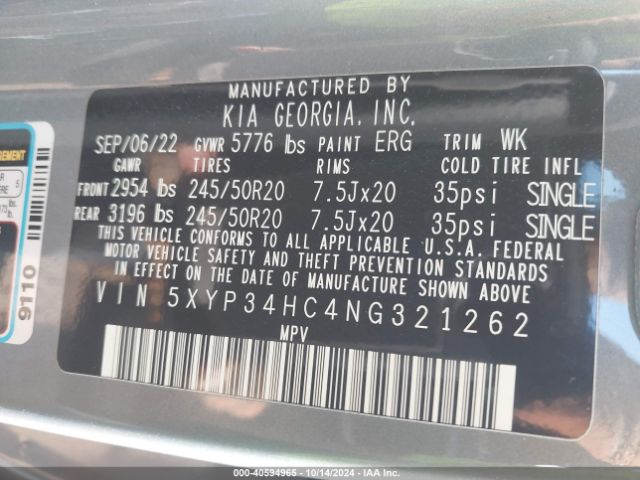 MANUFACTURED BY
KIA GEORGIA, INC.
SEP/06/22 GVWR 5776 lbs PAINT ERG TRIM WK
GAWR TIRES RIMS COLD TIRE INFL
FRONT 2954 lbs 245/50R20 7.5Jx20 35psi SINGLE
REAR 3196 lbs 245/50R20 7.5Jx20 35psi SINGLE
THIS VEHICLE CONFORMS TO ALL APPLICABLE U.S.A. FEDERAL
MOTOR VEHICLE SAFETY AND THEFT PREVENTION STANDARDS
IN EFFECT ON THE DATE OF MANUFACTURE SHOWN ABOVE
VIN 5XYP34HC4NG321262
MPV
9110
000-40594965 - 10/14/2024 - IAA Inc.